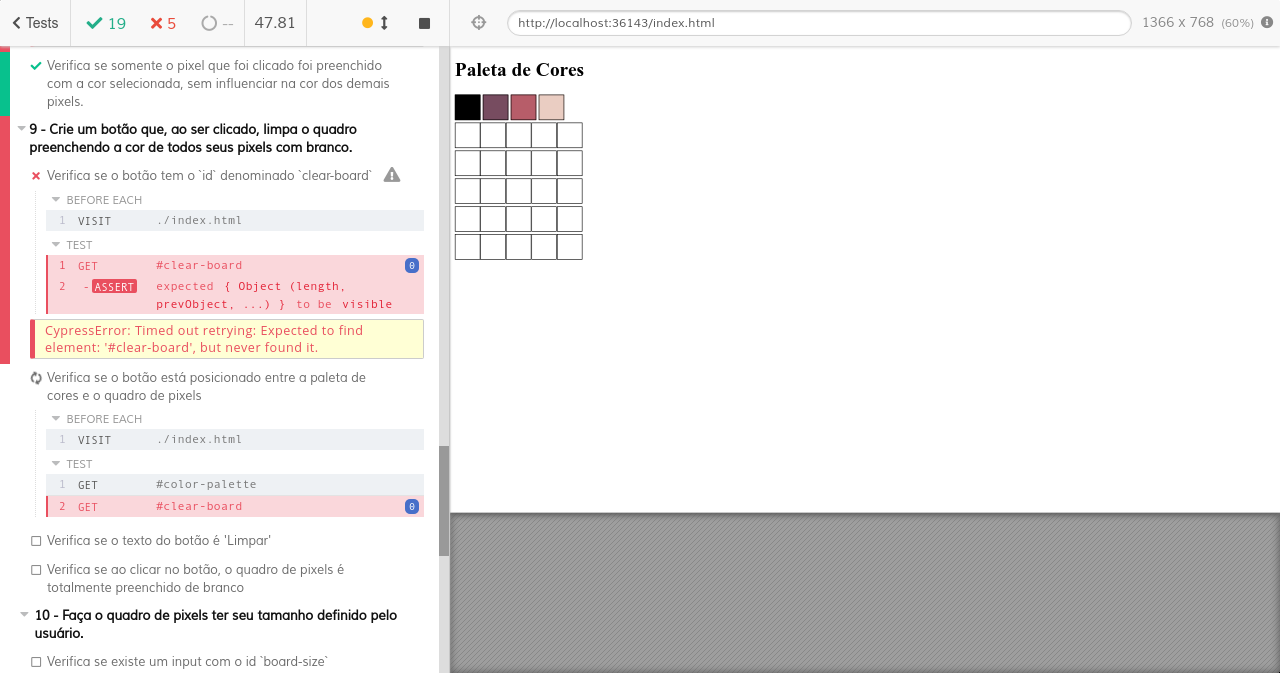 Tests
19
5
--
47.81
http://localhost:36143/index.html
1366 x 768 (60%)
Verifica se somente o pixel que foi clicado foi preenchido
com a cor selecionada, sem influenciar na cor dos demais
pixels.
9 - Crie um botão que, ao ser clicado, limpa o quadro
preenchendo a cor de todos seus pixels com branco.
Verifica se o botão tem o `id` denominado `clear-board`
BEFORE EACH
1 VISIT ./index.html
TEST
1 GET #clear-board 0
2 - ASSERT expected { Object (length,
prevObject, ...) } to be visible
CypressError: Timed out retrying: Expected to find
element: '#clear-board', but never found it.
Verifica se o botão está posicionado entre a paleta de
cores e o quadro de pixels
BEFORE EACH
1 VISIT ./index.html
TEST
1 GET #color-palette
2 GET #clear-board 0
Verifica se o texto do botão é 'Limpar'
Verifica se ao clicar no botão, o quadro de pixels é
totalmente preenchido de branco
10 - Faça o quadro de pixels ter seu tamanho definido pelo
usuário.
Verifica se existe um input com o id `board-size`
Paleta de Cores